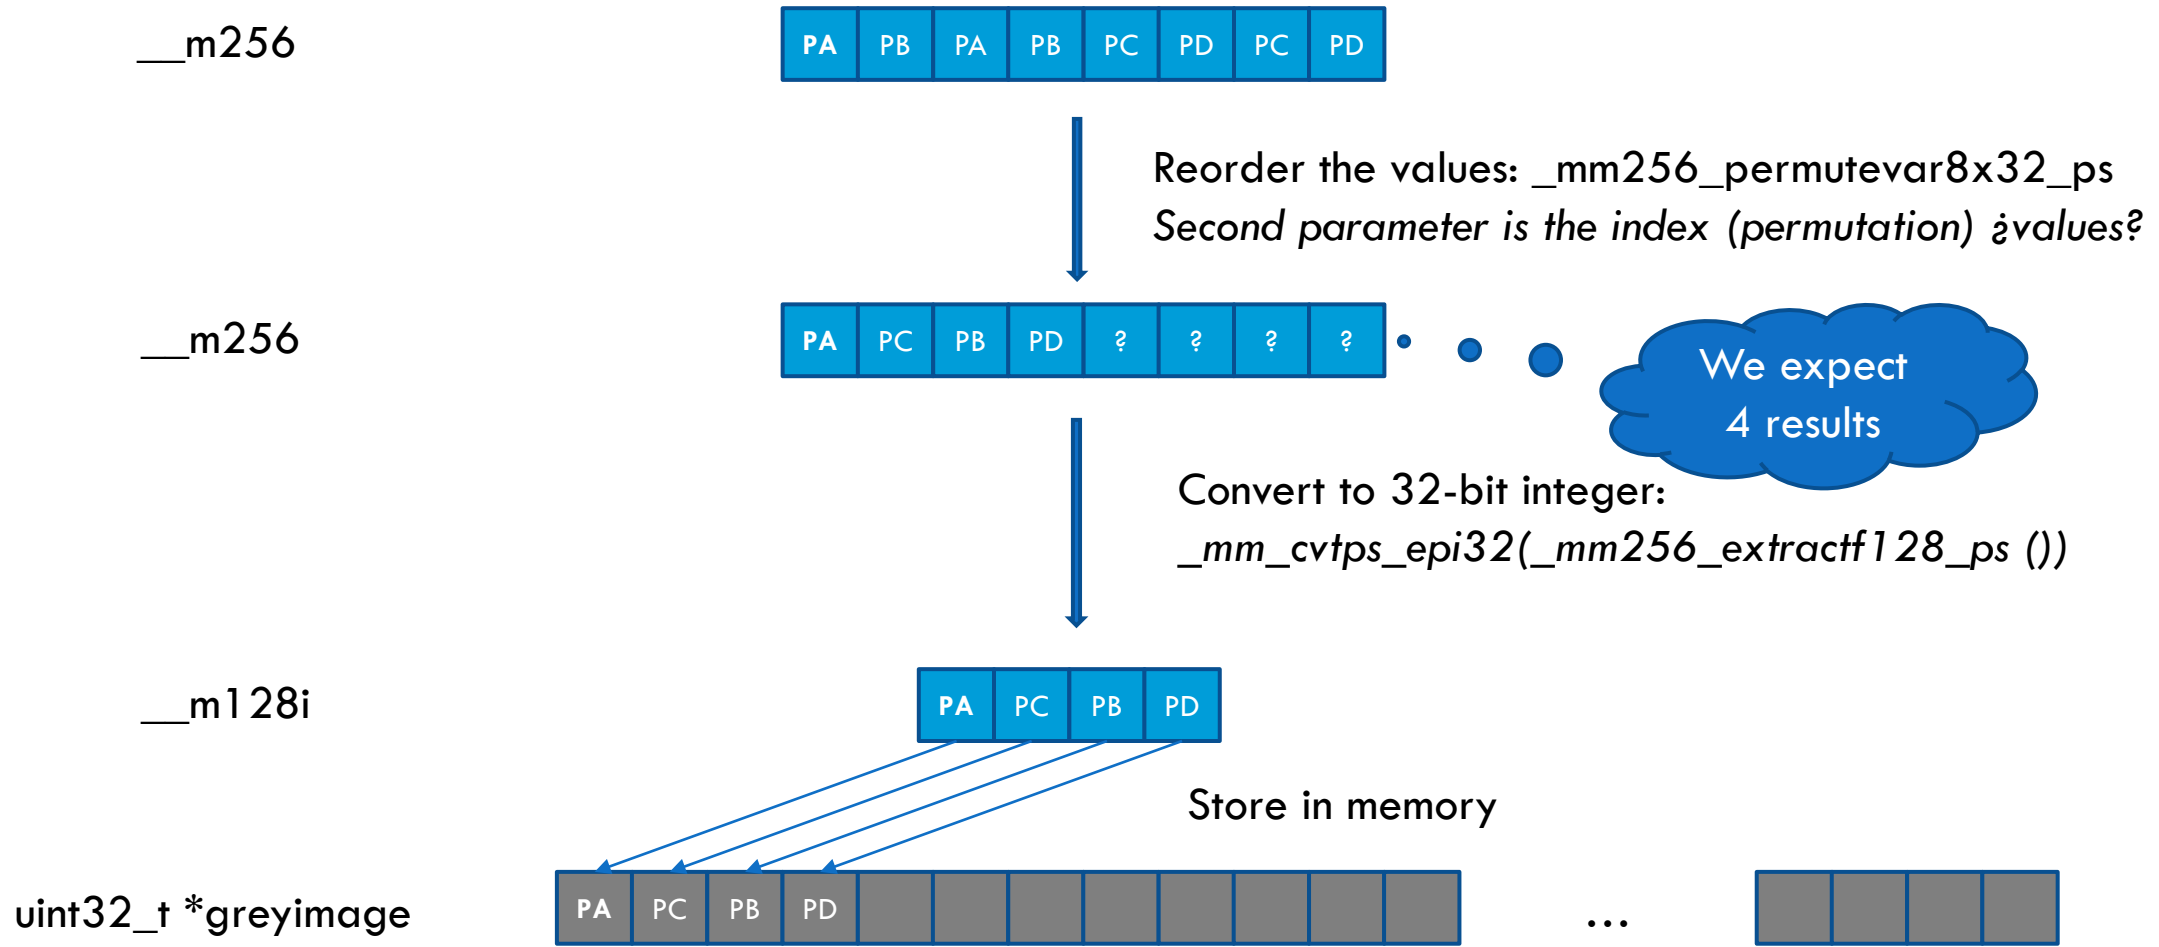 __m256
PA PB PA PB PC PD PC PD
Reorder the values: _mm256_permutevar8x32_ps
Second parameter is the index (permutation) ¿values?
__m256
PA PC PB PD ? ? ? ?
We expect
4 results
Convert to 32-bit integer:
_mm_cvtps_epi32(_mm256_extractf128_ps ())
__m128i
PA PC PB PD
Store in memory
uint32_t *greyimage
PA PC PB PD
...